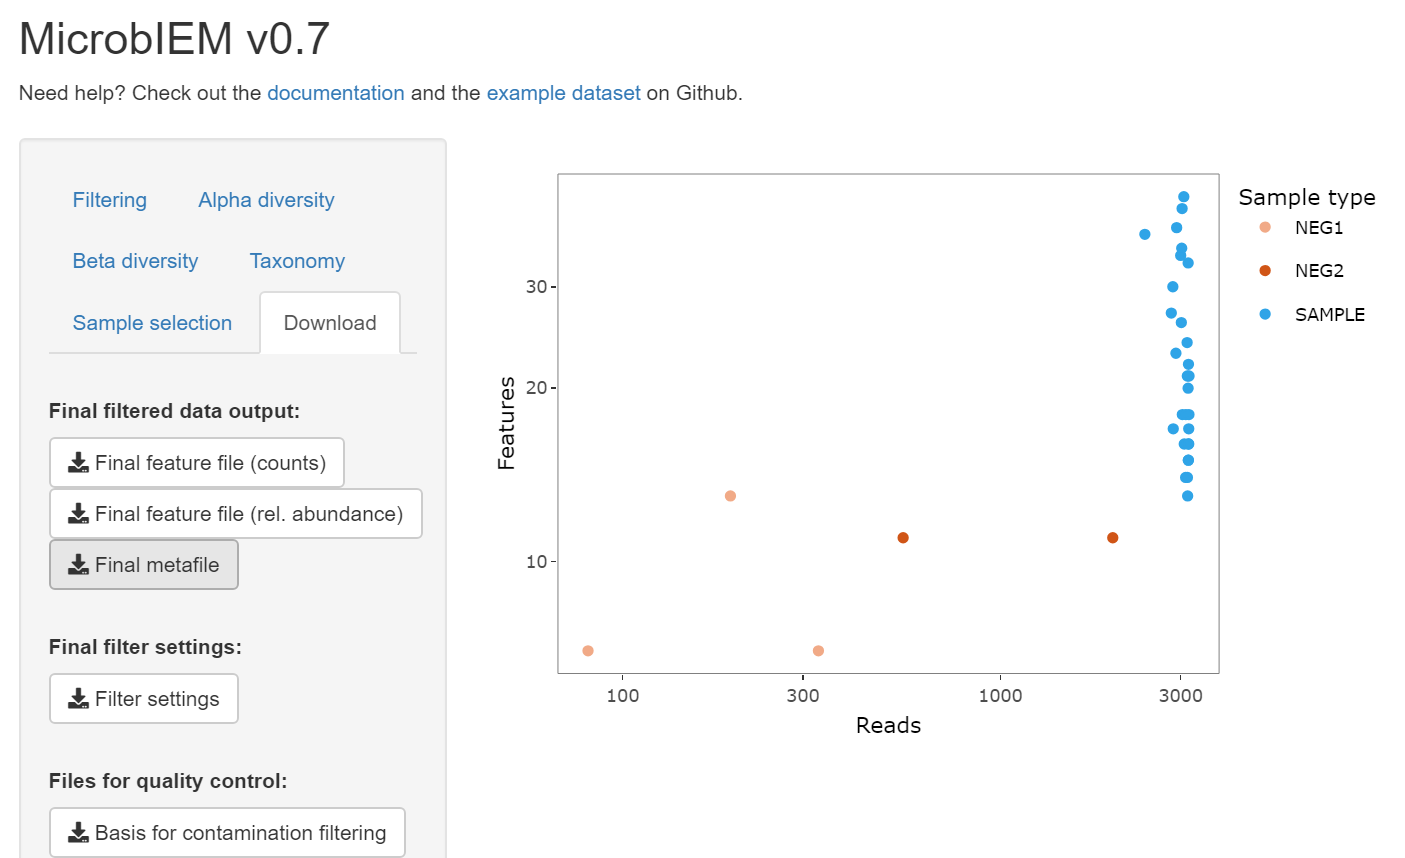 MicrobIEM v0.7
Need help? Check out the documentation and the example dataset on Github.
Filtering
Alpha diversity
Beta diversity
Taxonomy
Sample selection
Download
Final filtered data output:
Final feature file (counts)
Final feature file (rel. abundance)
Final metafile
Final filter settings:
Filter settings
Files for quality control:
Basis for contamination filtering
Features
30
20
10
100
300
1000
3000
Reads
Sample type
NEG1
NEG2
SAMPLE